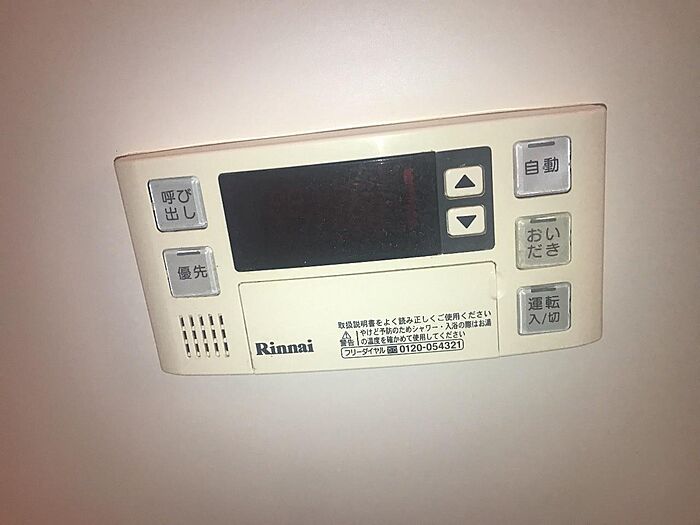 呼び
出し
優先
▲
▼
自動
おい
だき
運転
入/切
Rinnai
取扱説明書をよく読み正しくご使用ください
警告
やけど予防のためシャワー・入浴の際はお湯
の温度を確かめて使用してください
フリーダイヤル 0120-054321